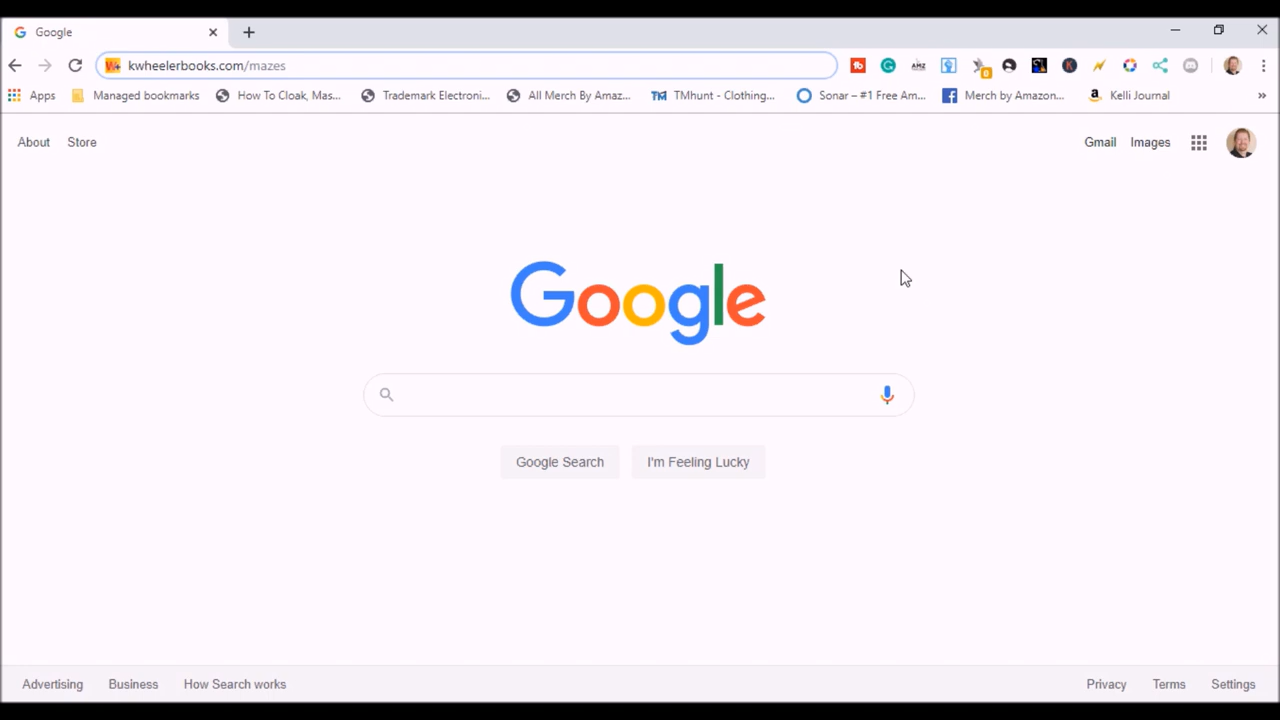 Google
kwheelerbooks.com/mazes
Apps Managed bookmarks How To Cloak, Mas... Trademark Electroni... All Merch By Amaz... TM TMhunt - Clothing... Sonar – #1 Free Am... Merch by Amazon... Kelli Journal »
About Store Gmail Images
Google
Google Search I'm Feeling Lucky
Advertising Business How Search works Privacy Terms Settings